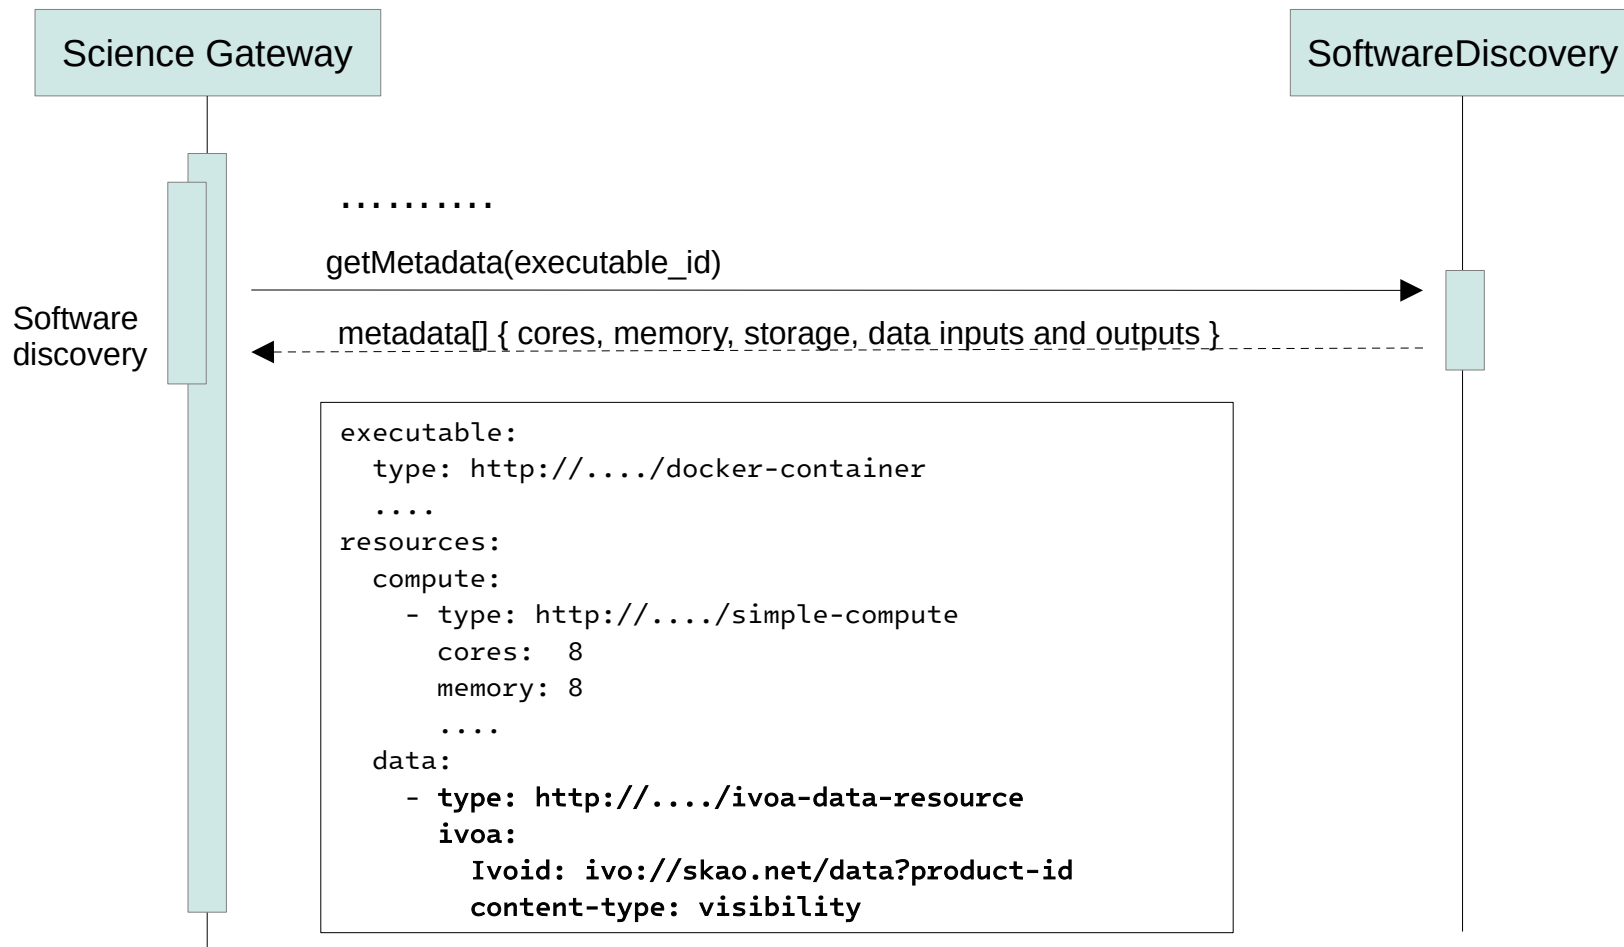 Science Gateway
SoftwareDiscovery
..........
getMetadata(executable_id)
Software
discovery
metadata[] { cores, memory, storage, data inputs and outputs }
executable:
  type: http://..../docker-container
  ....
resources:
  compute:
    - type: http://..../simple-compute
      cores:  8
      memory: 8
      ....
  data:
    - type: http://..../ivoa-data-resource
      ivoa:
        Ivoid: ivo://skao.net/data?product-id
        content-type: visibility